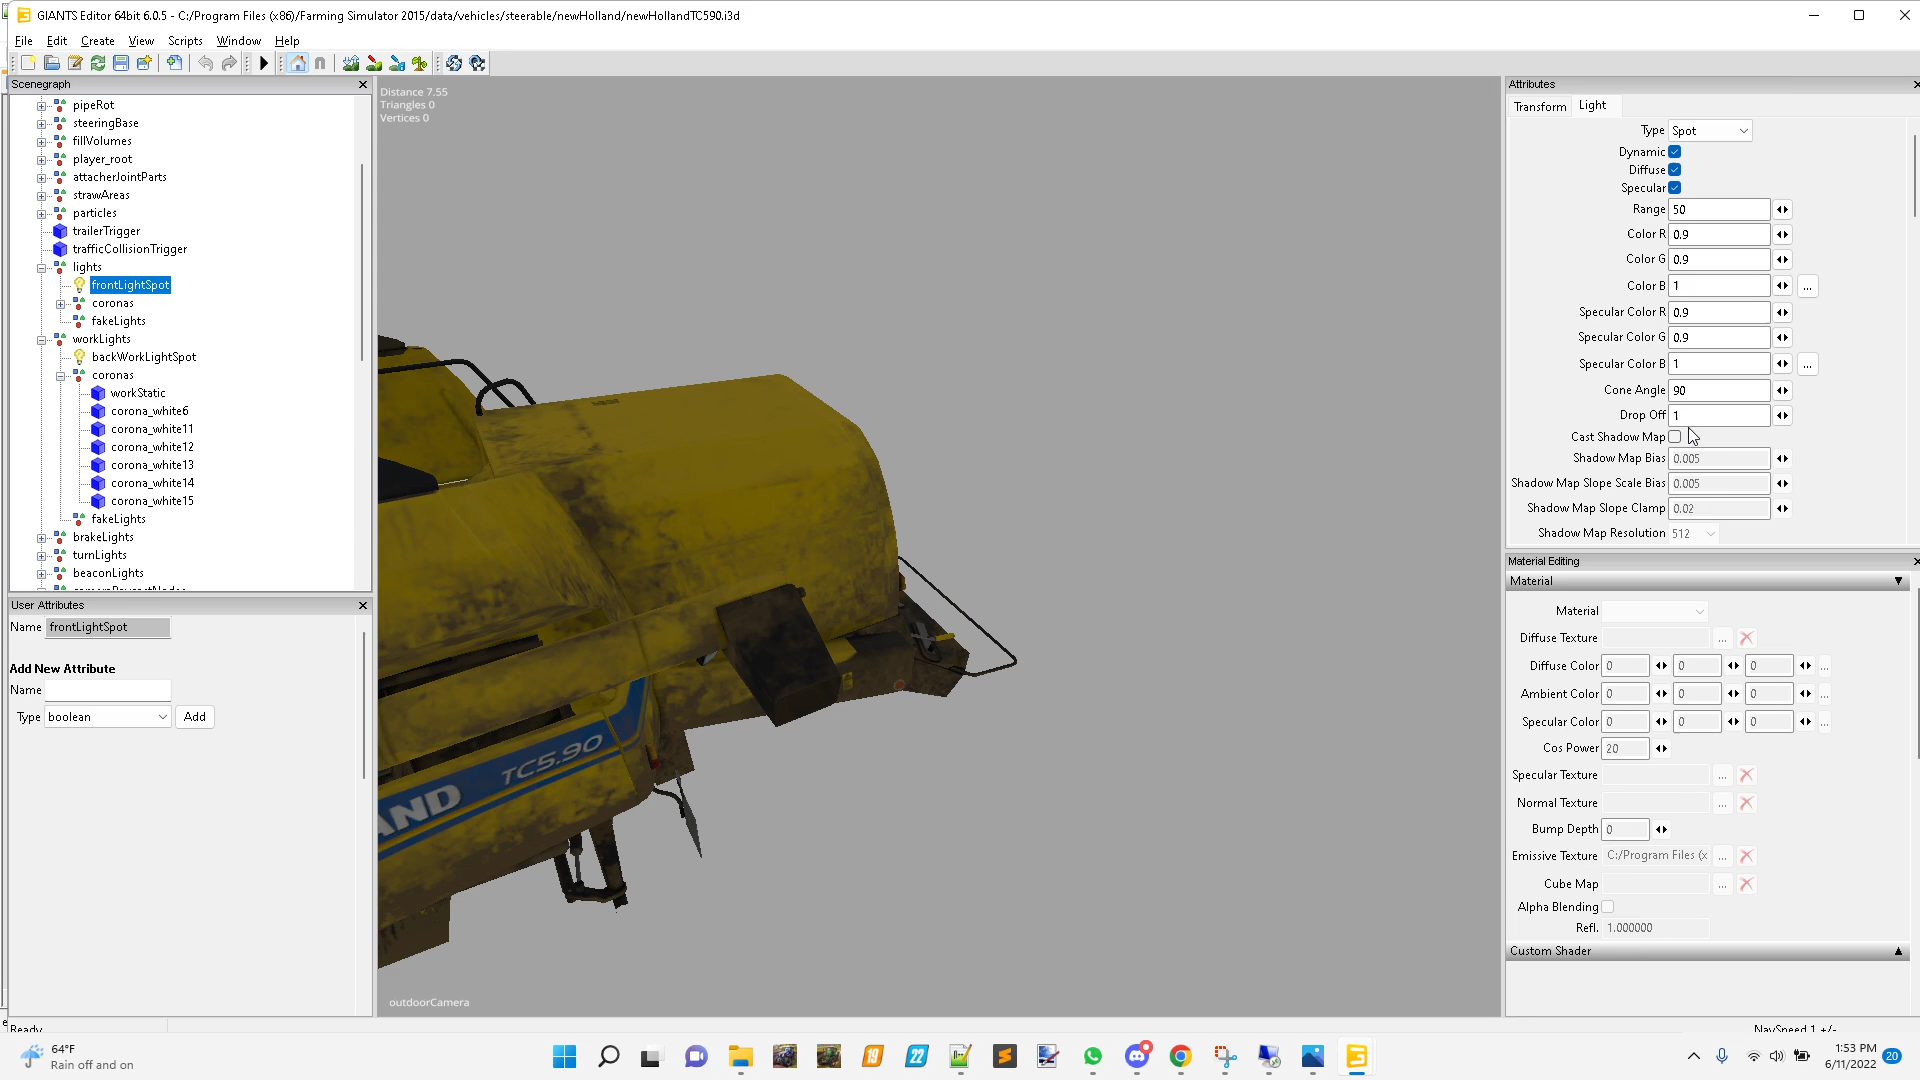 GIANTS Editor 64bit 6.0.5 - C:/Program Files (x86)/Farming Simulator 2015/data/vehicles/steerable/newHolland/newHollandTC590.i3d
File Edit Create View Scripts Window Help
Scenegraph
pipeRot
steeringBase
fillVolumes
player_root
attacherJointParts
strawAreas
particles
trailerTrigger
trafficCollisionTrigger
lights
frontLightSpot
coronas
fakeLights
workLights
backWorkLightSpot
coronas
workStatic
corona_white6
corona_white11
corona_white12
corona_white13
corona_white14
corona_white15
fakeLights
brakeLights
turnLights
beaconLights
User Attributes
Name frontLightSpot
Add New Attribute
Name
Type boolean Add
Ready
Distance 7.55
Triangles 0
Vertices 0
TC5.90
AND
outdoorCamera
Attributes
Transform Light
Type Spot
Dynamic
Diffuse
Specular
Range 50
Color R 0.9
Color G 0.9
Color B 1 ...
Specular Color R 0.9
Specular Color G 0.9
Specular Color B 1 ...
Cone Angle 90
Drop Off 1
Cast Shadow Map
Shadow Map Bias 0.005
Shadow Map Slope Scale Bias 0.005
Shadow Map Slope Clamp 0.02
Shadow Map Resolution 512
Material Editing
Material
Material
Diffuse Texture ...
Diffuse Color 0 0 0 ...
Ambient Color 0 0 0 ...
Specular Color 0 0 0 ...
Cos Power 20
Specular Texture ...
Normal Texture ...
Bump Depth 0
Emissive Texture C:/Program Files (x ...
Cube Map ...
Alpha Blending
Refl. 1.000000
Custom Shader
NavSpeed 1 +/-
64°F
Rain off and on
19
22
1:53 PM
6/11/2022
20